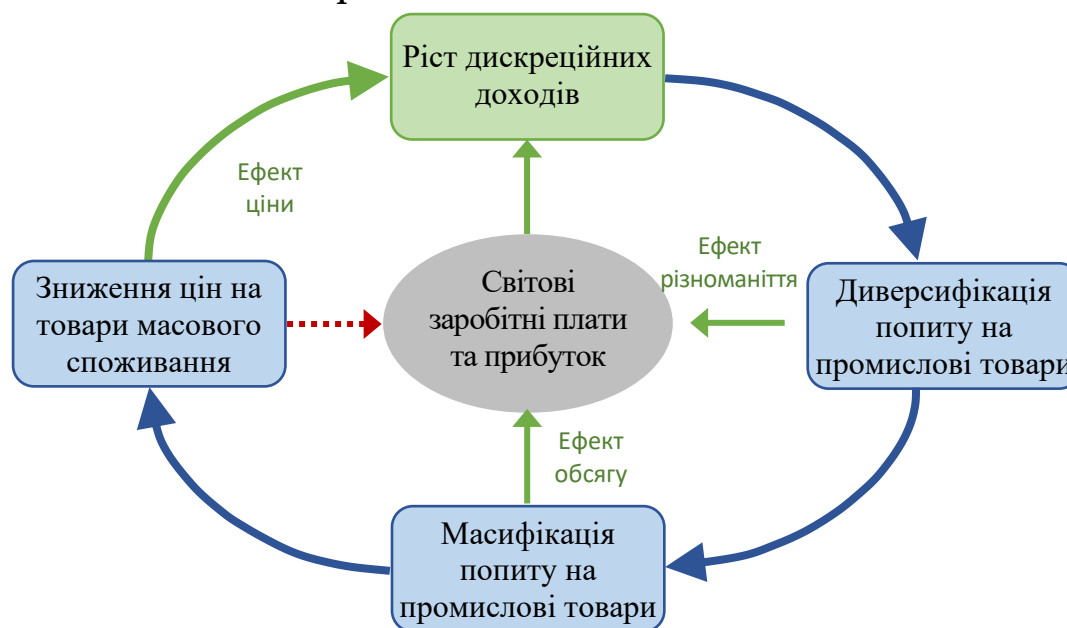 Ріст дискреційних
доходів
Ефект
ціни
Ефект
різноманіття
Зниження цін на
товари масового
споживання
Світові
заробітні плати
та прибуток
Диверсифікація
попиту на
промислові товари
Ефект
обсягу
Масифікація
попиту на
промислові товари